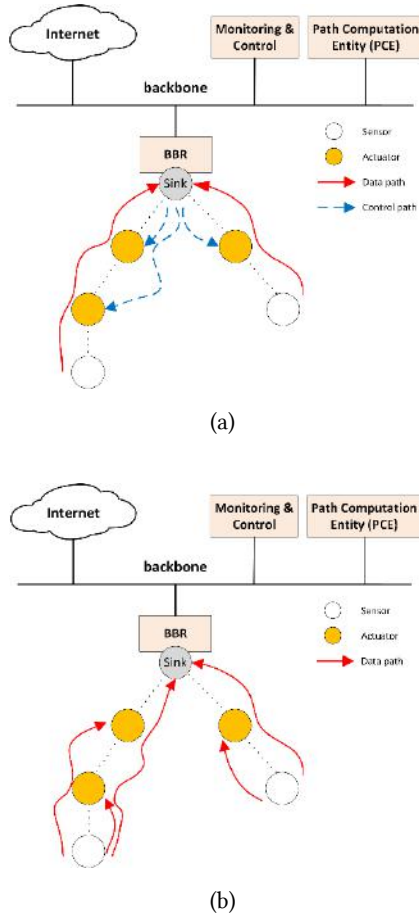 Internet
Monitoring &
Control
Path Computation
Entity (PCE)
backbone
BBR
Sink
Sensor
Actuator
Data path
Control path
(a)
Internet
Monitoring &
Control
Path Computation
Entity (PCE)
backbone
BBR
Sink
Sensor
Actuator
Data path
(b)